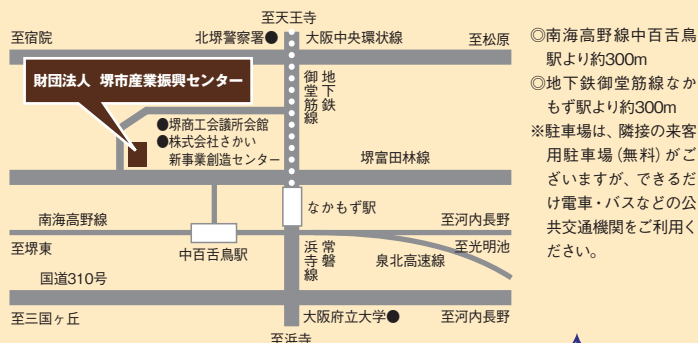 至天王寺
至宿院
北堺警察署●
大阪中央環状線
至松原
財団法人 堺市産業振興センター
地下鉄
御堂筋線
●堺商工会議所会館
●株式会社さかい
新事業創造センター
堺富田林線
なかもず駅
南海高野線
至河内長野
至堺東
中百舌鳥駅
常磐
浜寺線
泉北高速線
至光明池
国道310号
至三国ヶ丘
大阪府立大学●
至河内長野
至浜寺
◎南海高野線中百舌鳥
駅より約300m
◎地下鉄御堂筋線なか
もず駅より約300m
※駐車場は、隣接の来客
用駐車場(無料)がご
ざいますが、できるだ
け電車・バスなどの公
共交通機関をご利用く
ださい。